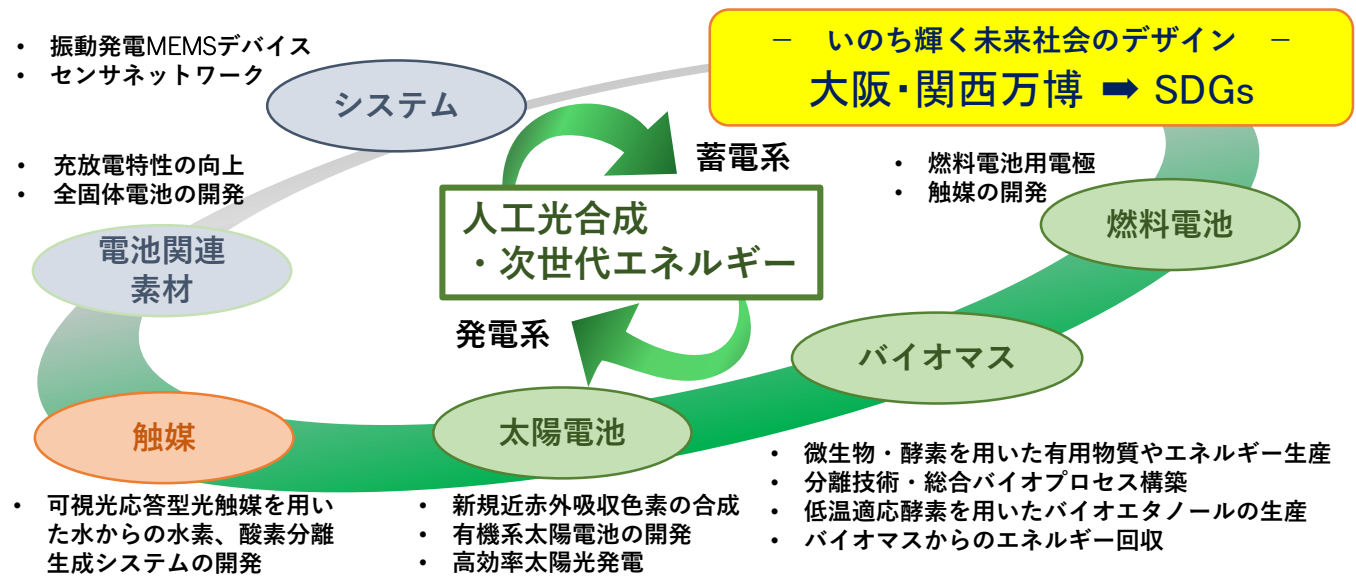 ・ 振動発電MEMSデバイス
・ センサネットワーク
－ いのち輝く未来社会のデザイン －
大阪・関西万博 ➡ SDGs
システム
・ 充放電特性の向上
・ 全固体電池の開発
蓄電系
・ 燃料電池用電極
・ 触媒の開発
燃料電池
電池関連
素材
人工光合成
・次世代エネルギー
発電系
バイオマス
触媒
太陽電池
・ 可視光応答型光触媒を用い
た水からの水素、酸素分離
生成システムの開発
・ 新規近赤外吸収色素の合成
・ 有機系太陽電池の開発
・ 高効率太陽光発電
・ 微生物・酵素を用いた有用物質やエネルギー生産
・ 分離技術・総合バイオプロセス構築
・ 低温適応酵素を用いたバイオエタノールの生産
・ バイオマスからのエネルギー回収